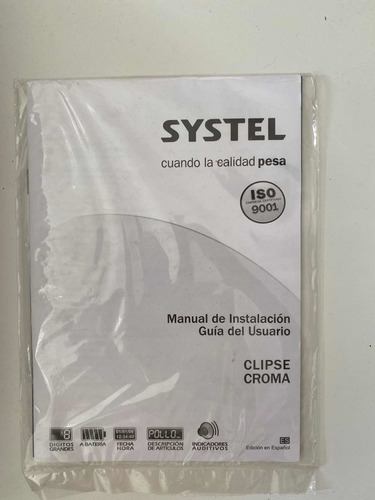 SYSTEL
cuando la calidad pesa
ISO
9001
Manual de Instalación
Guía del Usuario
CLIPSE
CROMA
8
DIGITOS
GRANDES
A BATERÍA
FECHA
HORA
POLLO
DESCRIPCIÓN
DE ARTÍCULOS
INDICADORES
AUDITIVOS
ES
Edición en Español